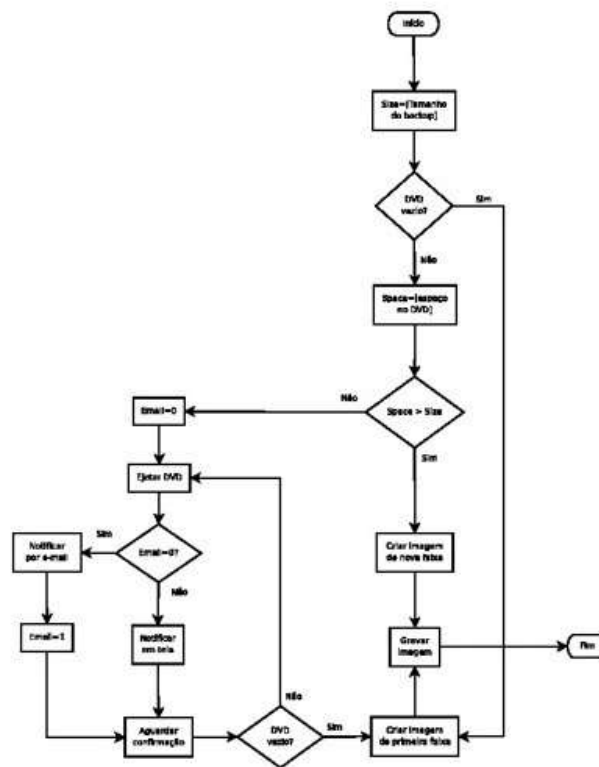 Início
Size=[Tamanho
do backup]
DVD
vazio?
Sim
Não
Space=[espaço
no DVD]
Space > Size
Não
Sim
Email=0
Ejetar DVD
Email=0?
Sim
Não
Notificar
por e-mail
Email=1
Notificar
em tela
Aguardar
confirmação
DVD
vazio?
Não
Sim
Criar imagem
de nova faixa
Gravar
imagem
Criar imagem
de primeira faixa
Fim